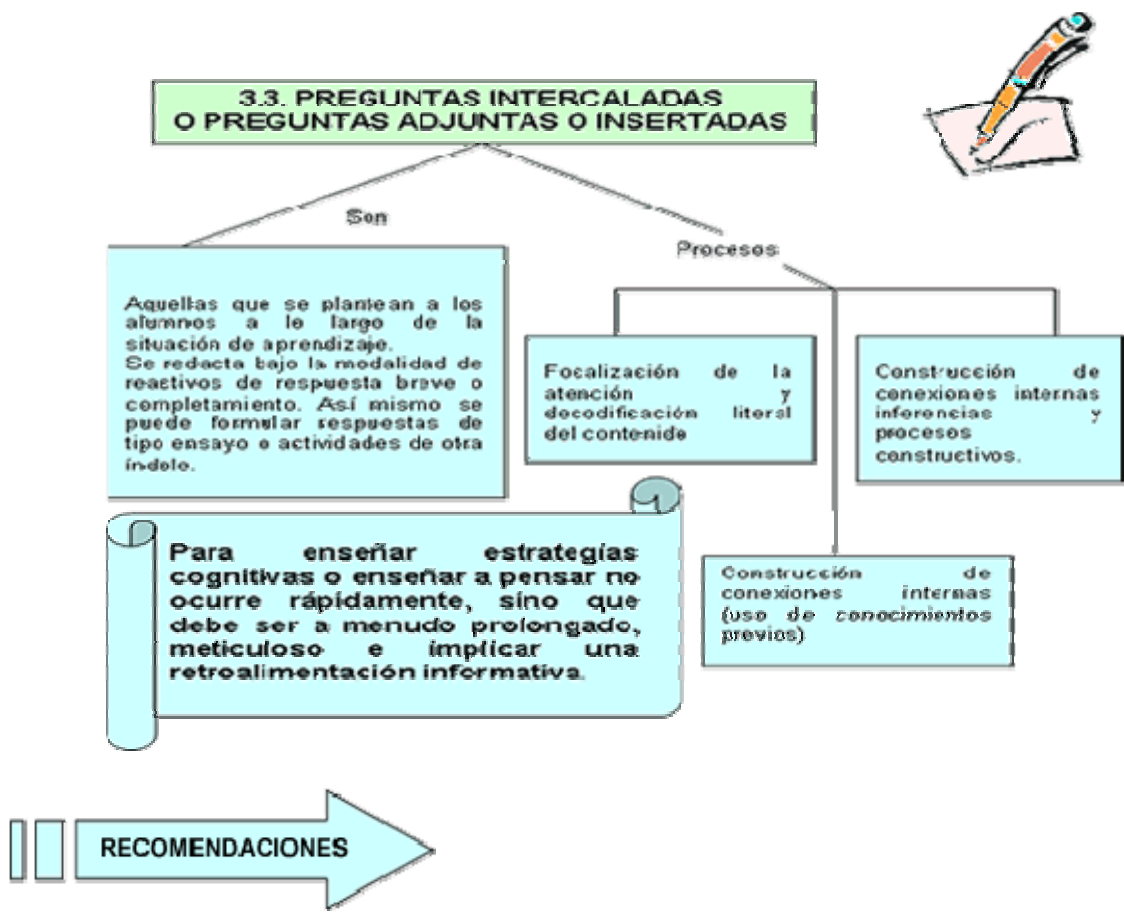 3.3. PREGUNTAS INTERCALADAS
O PREGUNTAS ADJUNTAS O INSERTADAS
Son
Procesos
Aquellas que se plantean a los
alumnos a lo largo de la
situación de aprendizaje.
Se redacta bajo la modalidad de
reactivos de respuesta breve o
completamiento. Así mismo se
puede formular respuestas de
tipo ensayo o actividades de otra
índole.
Focalización de la
atención y
decodificación literal
del contenido
Construcción de
conexiones internas
inferencias y
procesos
constructivos.
Construcción de
conexiones internas
(uso de conocimientos
previos)
Para enseñar estrategias
cognitivas o enseñar a pensar no
ocurre rápidamente, sino que
debe ser a menudo prolongado,
meticuloso e implicar una
retroalimentación informativa.
RECOMENDACIONES